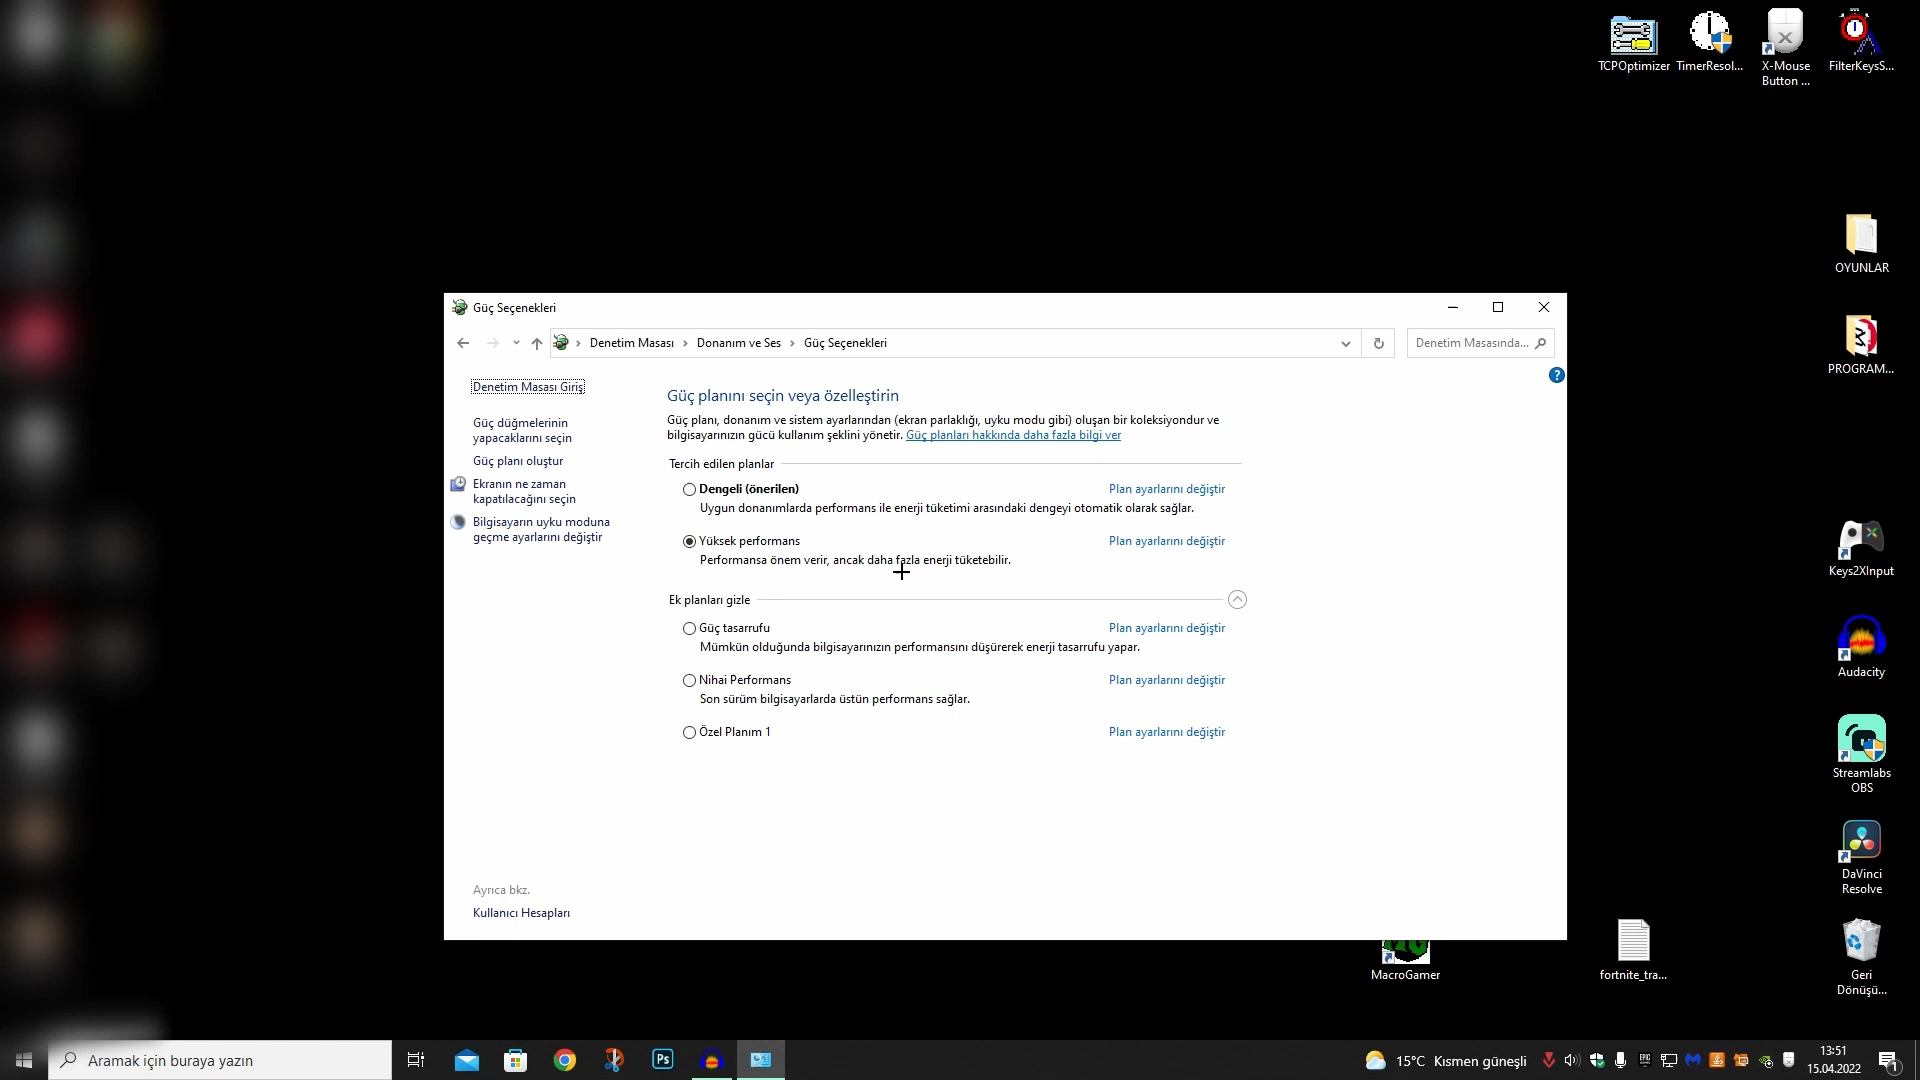 TCPOptimizer
TimerResol...
X-Mouse
Button ...
FilterKeysS...
OYUNLAR
PROGRAM...
Keys2XInput
Audacity
Streamlabs
OBS
DaVinci
Resolve
Geri
Dönüşü...
fortnite_tra...
MacroGamer
Güç Seçenekleri
Denetim Masası > Donanım ve Ses > Güç Seçenekleri
Denetim Masasında...
Denetim Masası Giriş
Güç düğmelerinin
yapacaklarını seçin
Güç planı oluştur
Ekranın ne zaman
kapatılacağını seçin
Bilgisayarın uyku moduna
geçme ayarlarını değiştir
Ayrıca bkz.
Kullanıcı Hesapları
Güç planını seçin veya özelleştirin
Güç planı, donanım ve sistem ayarlarından (ekran parlaklığı, uyku modu gibi) oluşan bir koleksiyondur ve
bilgisayarınızın gücü kullanım şeklini yönetir. Güç planları hakkında daha fazla bilgi ver
Tercih edilen planlar
Dengeli (önerilen) Plan ayarlarını değiştir
Uygun donanımlarda performans ile enerji tüketimi arasındaki dengeyi otomatik olarak sağlar.
Yüksek performans Plan ayarlarını değiştir
Performansa önem verir, ancak daha fazla enerji tüketebilir.
Ek planları gizle
Güç tasarrufu Plan ayarlarını değiştir
Mümkün olduğunda bilgisayarınızın performansını düşürerek enerji tasarrufu yapar.
Nihai Performans Plan ayarlarını değiştir
Son sürüm bilgisayarlarda üstün performans sağlar.
Özel Planım 1 Plan ayarlarını değiştir
Aramak için buraya yazın
Ps
15°C Kısmen güneşli
EPIC
13:51
15.04.2022
1